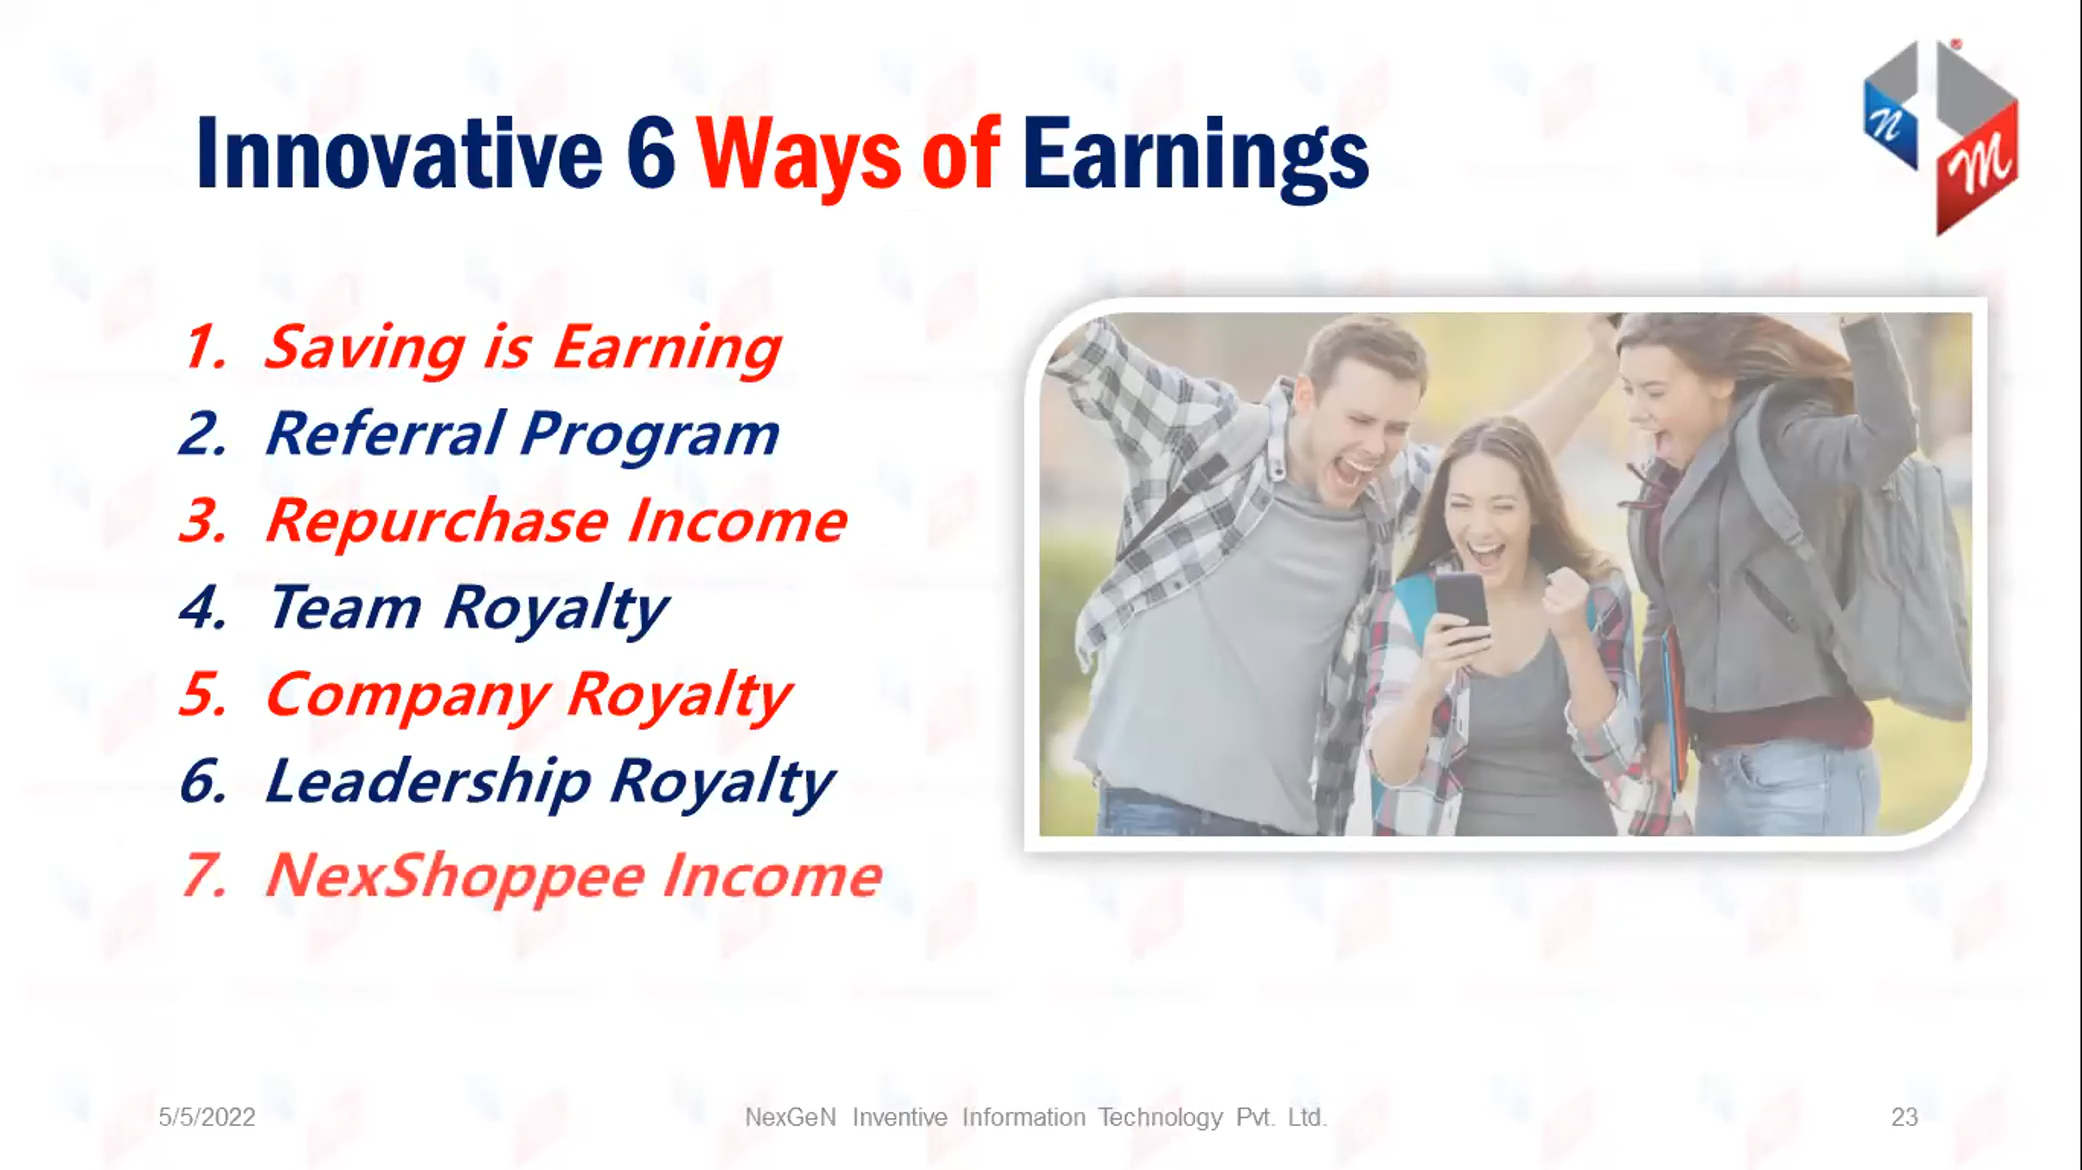 Innovative 6 Ways of Earnings
n
M
1. Saving is Earning
2. Referral Program
3. Repurchase Income
4. Team Royalty
5. Company Royalty
6. Leadership Royalty
7. NexShoppee Income
5/5/2022
NexGeN Inventive Information Technology Pvt. Ltd.
23